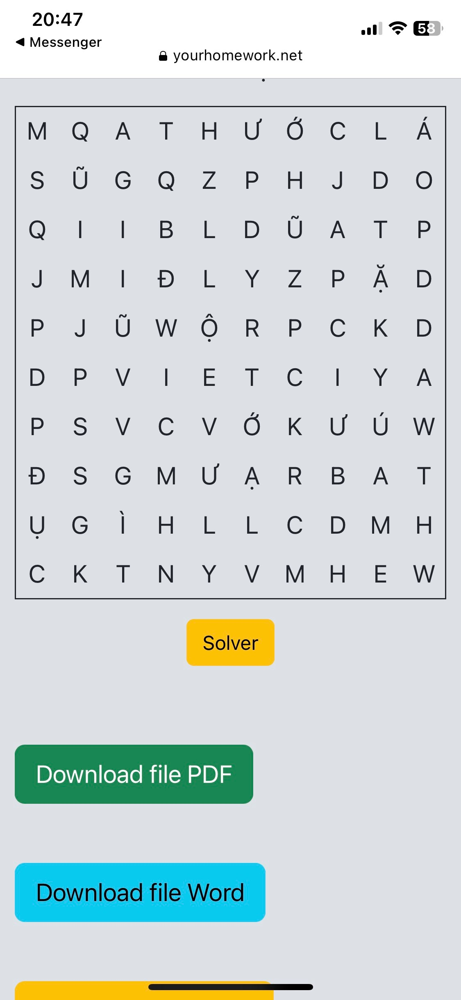 20:47
58
◀ Messenger
yourhomework.net
M Q A T H Ư Ớ C L Á
S Ũ G Q Z P H J D O
Q I I B L D Ũ A T P
J M I Đ L Y Z P Ặ D
P J Ũ W Ộ R P C K D
D P V I E T C I Y A
P S V C V Ớ K Ư Ú W
Đ S G M Ư Ạ R B A T
Ụ G Ì H L L C D M H
C K T N Y V M H E W
Solver
Download file PDF
Download file Word